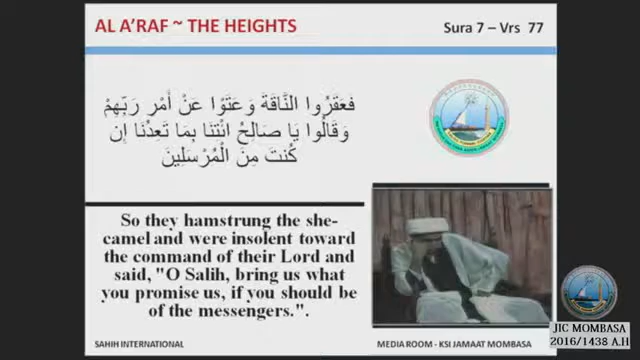 AL A'RAF ~ THE HEIGHTS
Sura 7 – Vrs 77
فَعَقَرُوا النَّاقَةَ وَعَتَوْا عَنْ أَمْرِ رَبِّهِمْ
وَقَالُوا يَا صَالِحُ ائْتِنَا بِمَا تَعِدُنَا إِن
كُنتَ مِنَ الْمُرْسَلِينَ
So they hamstrung the she-
camel and were insolent toward
the command of their Lord and
said, "O Salih, bring us what
you promise us, if you should be
of the messengers.".
SAHIH INTERNATIONAL
MEDIA ROOM - KSI JAMAAT MOMBASA
JIC MOMBASA
2016/1438 A.H